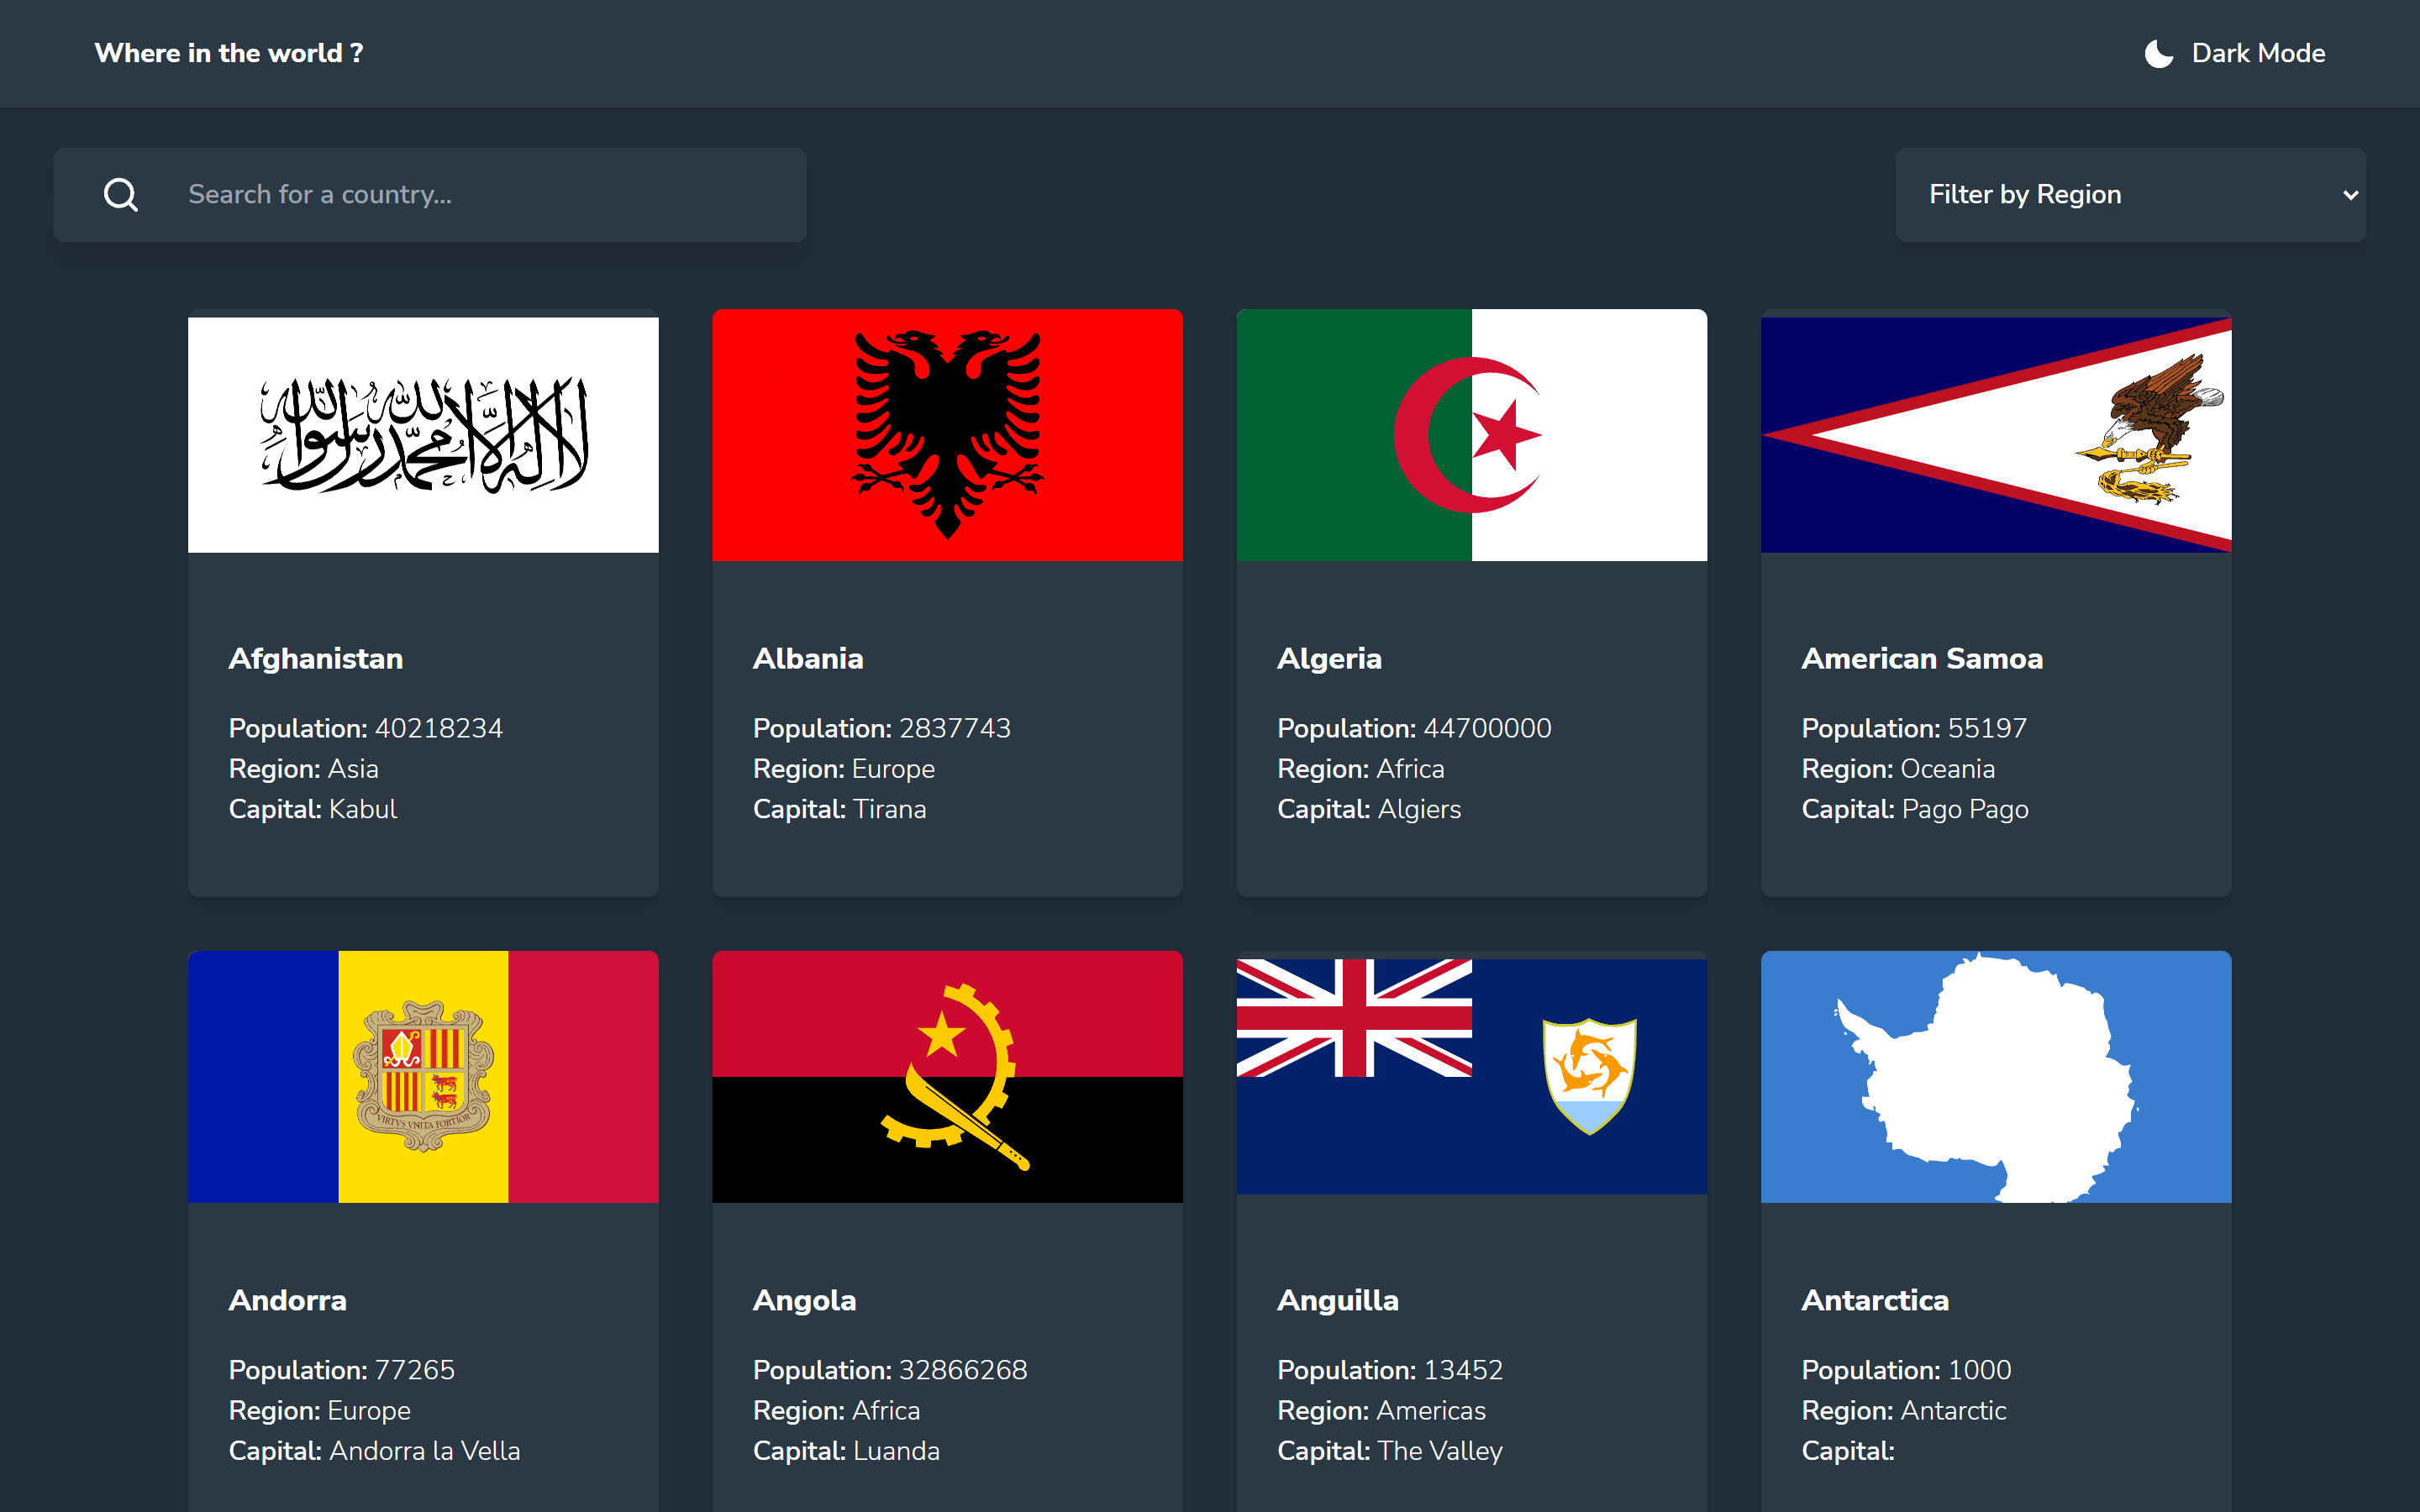 Where in the world ?
Dark Mode
Search for a country...
Filter by Region
لا إله إلا الله محمد رسول الله
Afghanistan
Population: 40218234
Region: Asia
Capital: Kabul
Albania
Population: 2837743
Region: Europe
Capital: Tirana
Algeria
Population: 44700000
Region: Africa
Capital: Algiers
American Samoa
Population: 55197
Region: Oceania
Capital: Pago Pago
VIRTVS VNITA FORTIOR
Andorra
Population: 77265
Region: Europe
Capital: Andorra la Vella
Angola
Population: 32866268
Region: Africa
Capital: Luanda
Anguilla
Population: 13452
Region: Americas
Capital: The Valley
Antarctica
Population: 1000
Region: Antarctic
Capital: